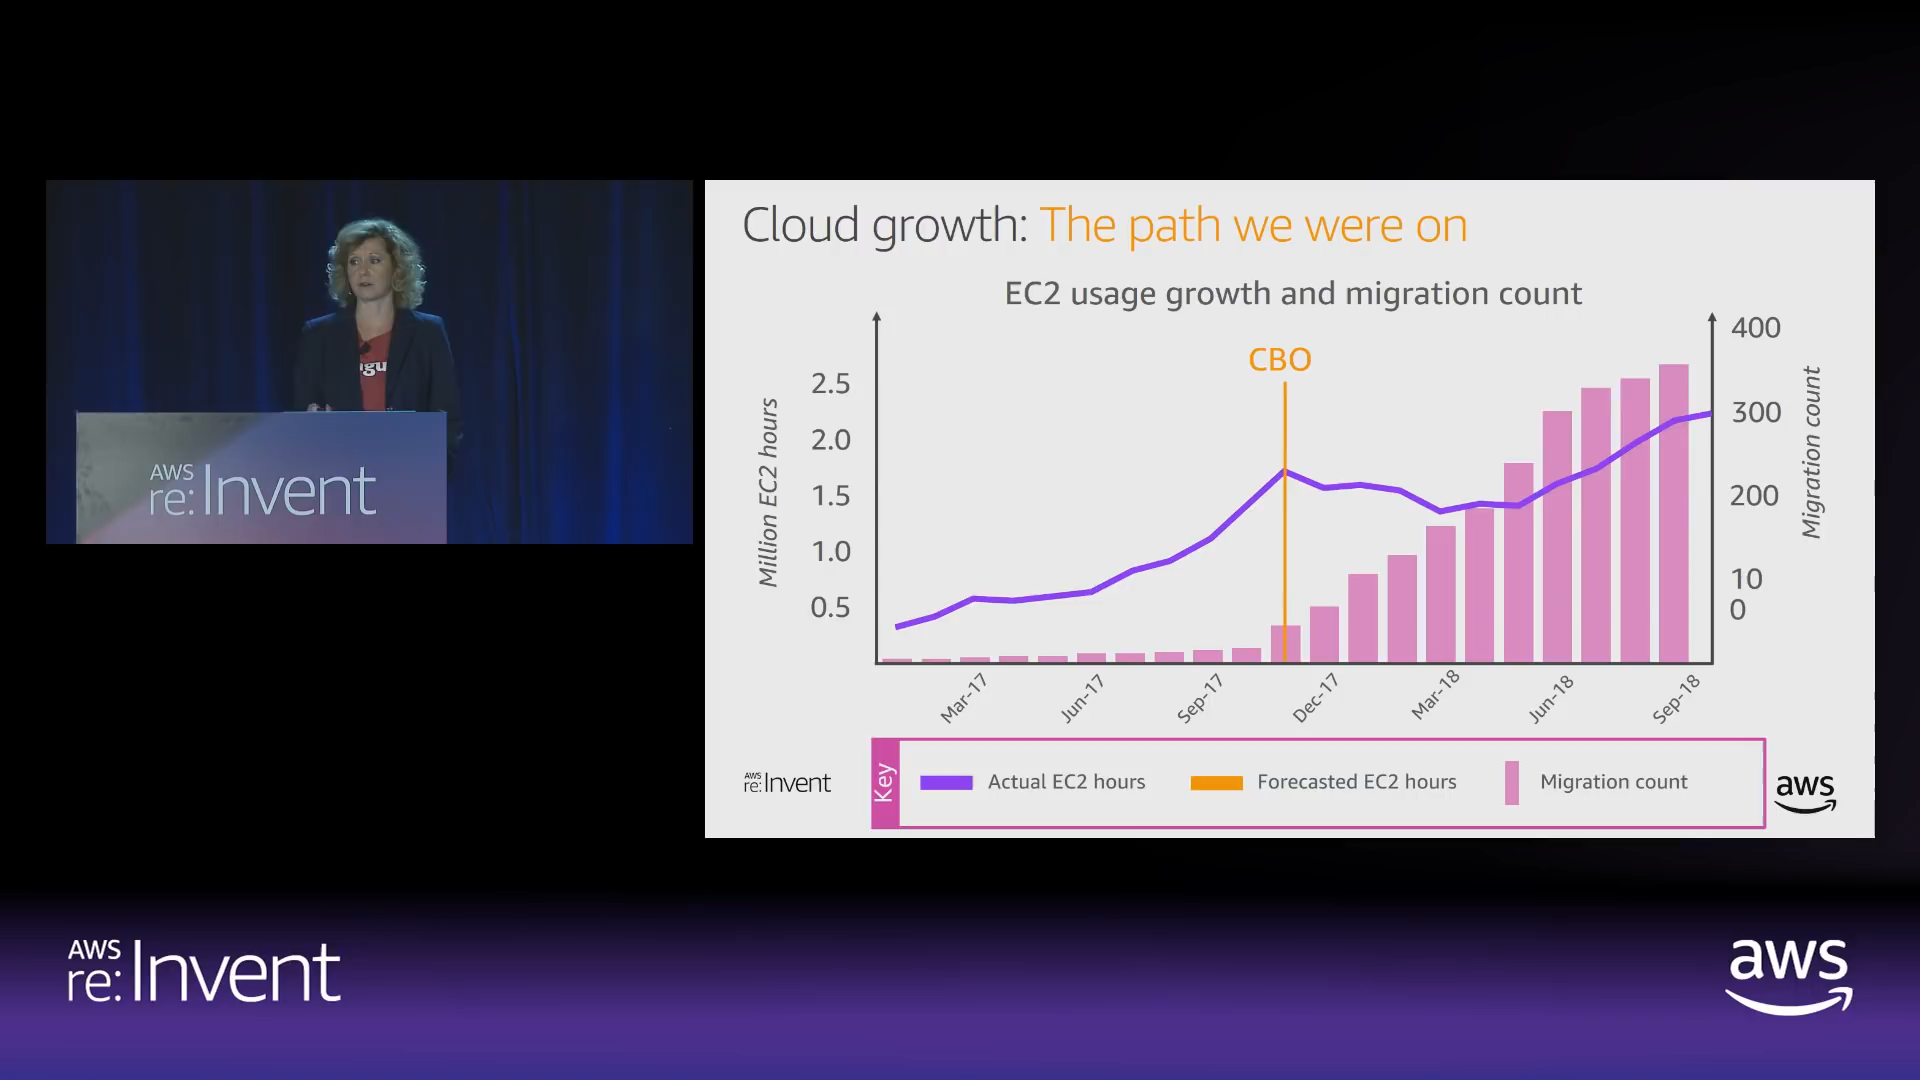 gu
AWS
re:Invent
Cloud growth: The path we were on
EC2 usage growth and migration count
CBO
Million EC2 hours
2.5
2.0
1.5
1.0
0.5
400
300
200
10
0
Migration count
Mar-17
Jun-17
Sep-17
Dec-17
Mar-18
Jun-18
Sep-18
AWS
re:Invent
Key
Actual EC2 hours
Forecasted EC2 hours
Migration count
aws
AWS
re:Invent
aws